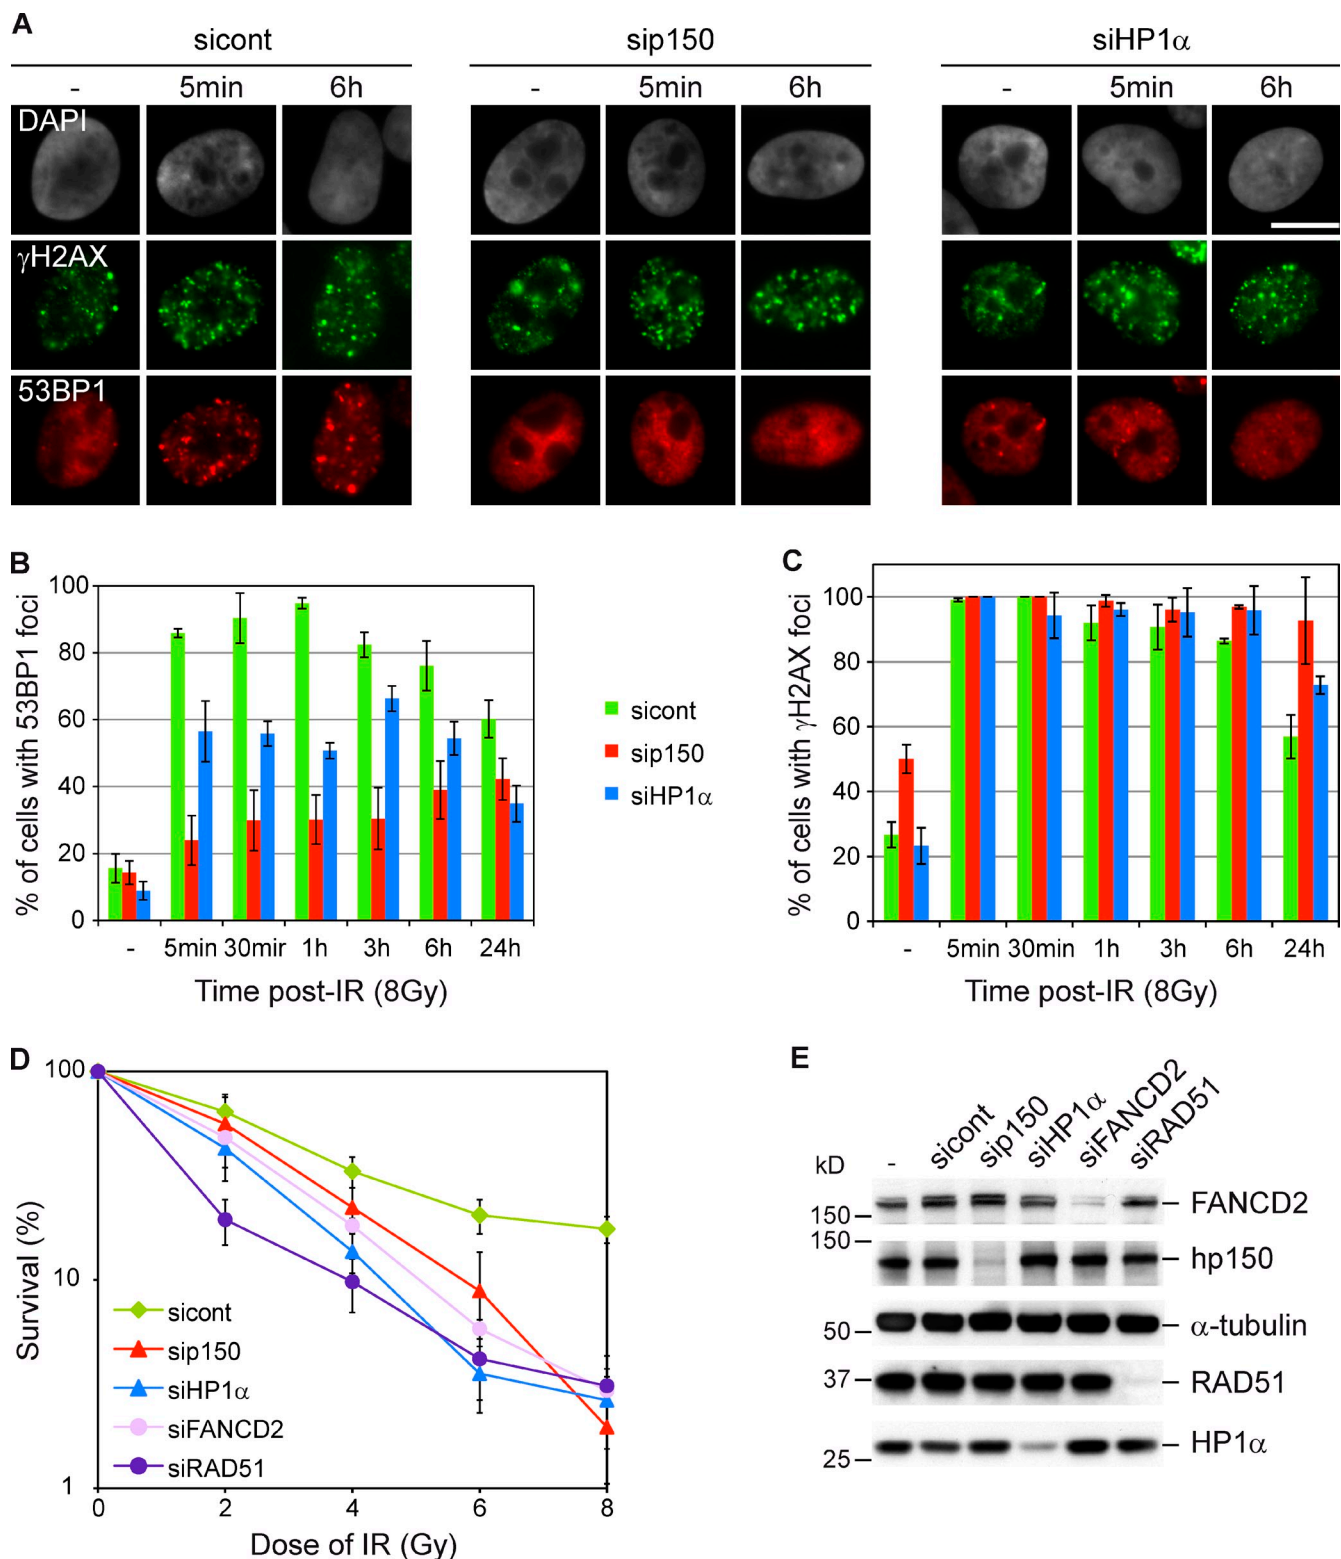 A
sicont
sip150
siHP1α
- 5min 6h
- 5min 6h
- 5min 6h
DAPI
γH2AX
53BP1
B
% of cells with 53BP1 foci
100
80
60
40
20
0
- 5min 30mir 1h 3h 6h 24h
Time post-IR (8Gy)
sicont
sip150
siHP1α
C
% of cells with γH2AX foci
100
80
60
40
20
0
- 5min 30min 1h 3h 6h 24h
Time post-IR (8Gy)
D
Survival (%)
100
10
1
sicont
sip150
siHP1α
siFANCD2
siRAD51
0 2 4 6 8
Dose of IR (Gy)
E
kD
- sicont sip150 siHP1α siFANCD2 siRAD51
150 FANCD2
150 hp150
50 α-tubulin
37 RAD51
25 HP1α